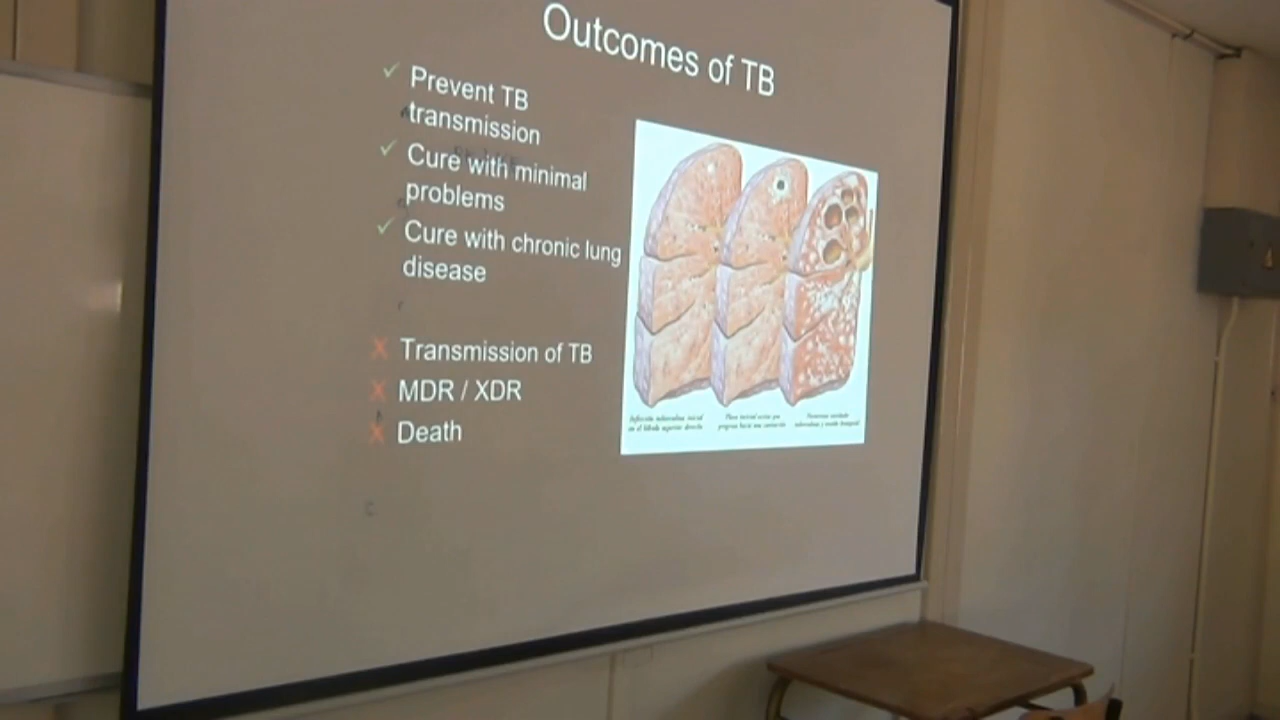 Outcomes of TB
Prevent TB
transmission
Cure with minimal
problems
Cure with chronic lung
disease
Transmission of TB
MDR / XDR
Death